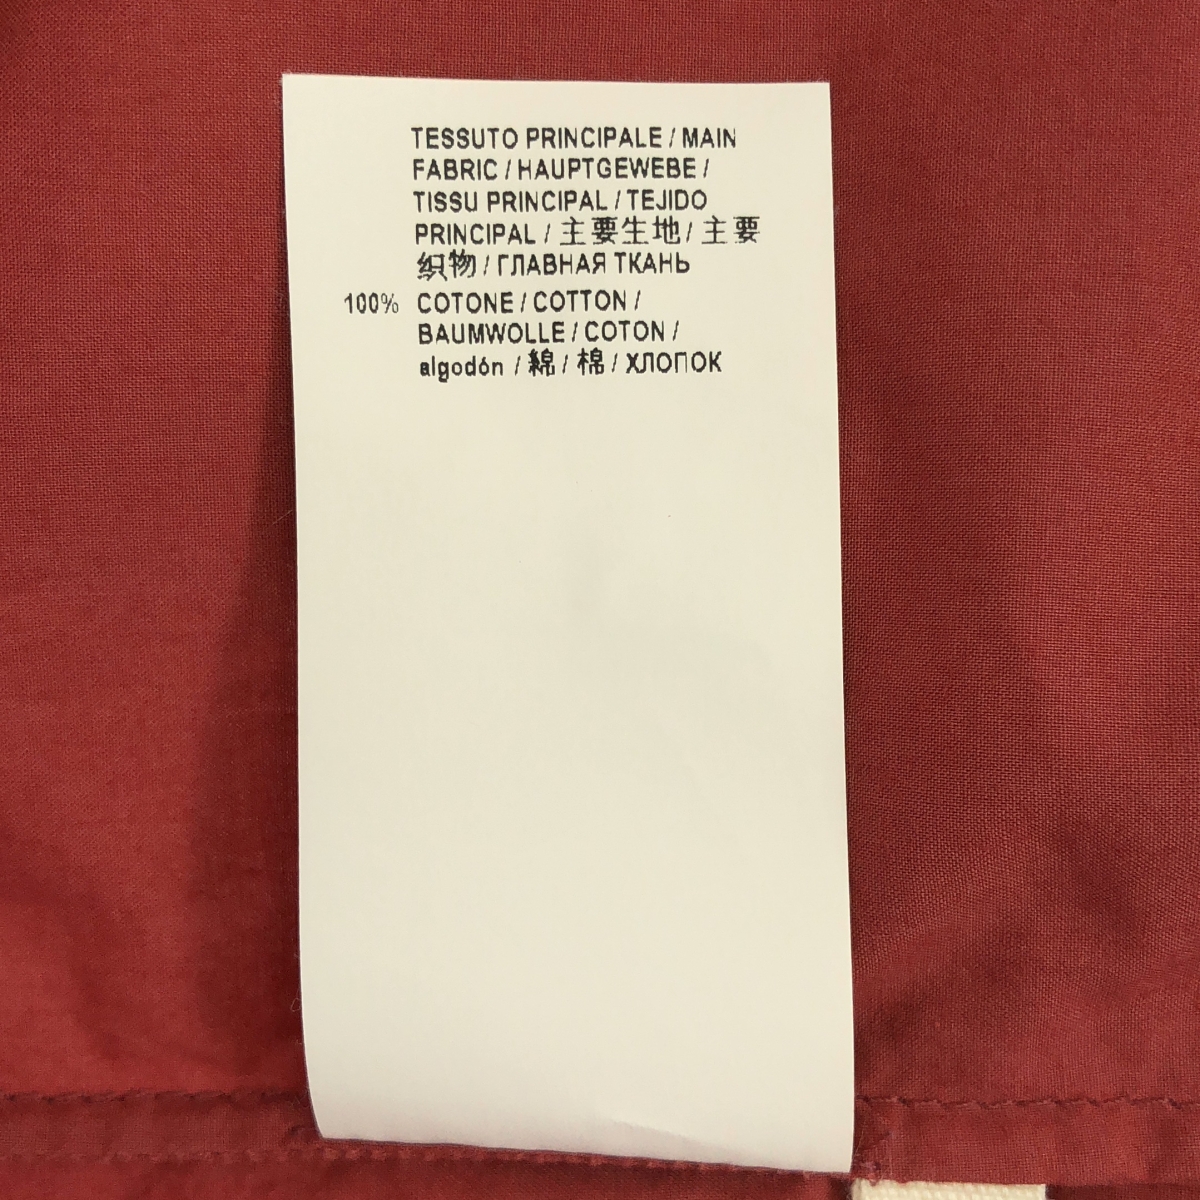 TESSUTO PRINCIPALE / MAIN
FABRIC / HAUPTGEWEBE /
TISSU PRINCIPAL / TEJIDO
PRINCIPAL / 主要生地 / 主要
织物 / ГЛАВНАЯ ТКАНЬ
100% COTONE / COTTON /
BAUMWOLLE / COTON /
algodón / 綿 / 棉 / ХЛОПОК